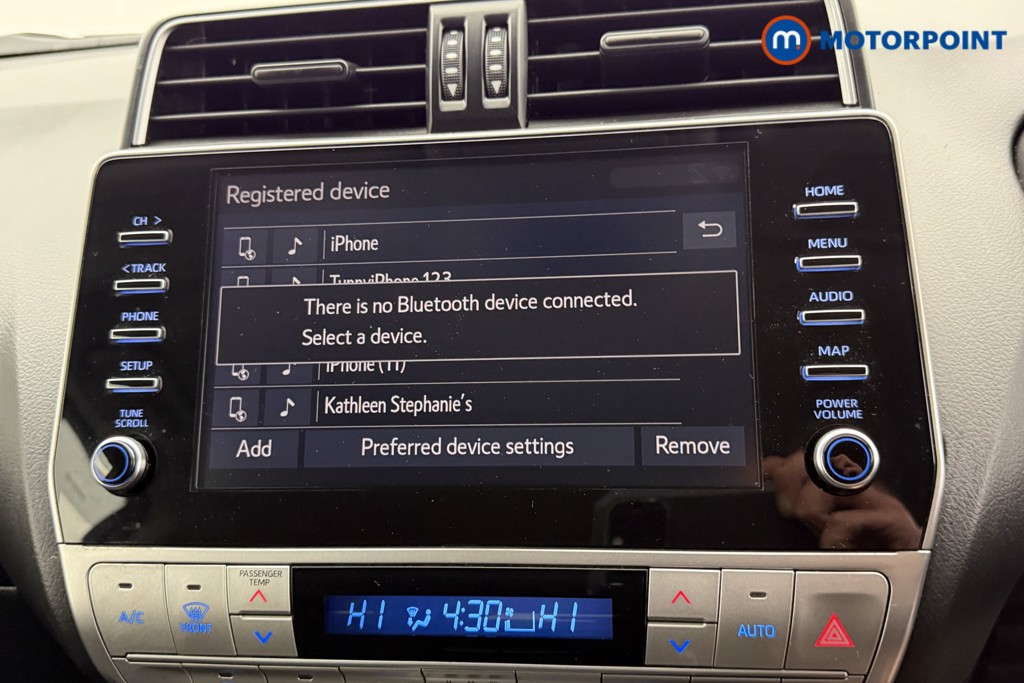 m MOTORPOINT
Registered device
iPhone
TunnyiPhone 123
There is no Bluetooth device connected.
Select a device.
iPhone (11)
Kathleen Stephanie's
Add
Preferred device settings
Remove
CH >
< TRACK
PHONE
SETUP
TUNE
SCROLL
HOME
MENU
AUDIO
MAP
POWER
VOLUME
A/C
FRONT
PASSENGER
TEMP
HI 4:30 HI
AUTO